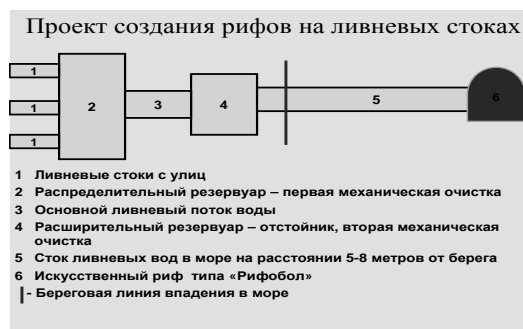 Проект создания рифов на ливневых стоках
1
1
1
2
3
4
5
6
1 Ливневые стоки с улиц
2 Распределительный резервуар – первая механическая очистка
3 Основной ливневый поток воды
4 Расширительный резервуар – отстойник, вторая механическая
очистка
5 Сток ливневых вод в море на расстоянии 5-8 метров от берега
6 Искусственный риф типа «Рифобол»
- Береговая линия впадения в море